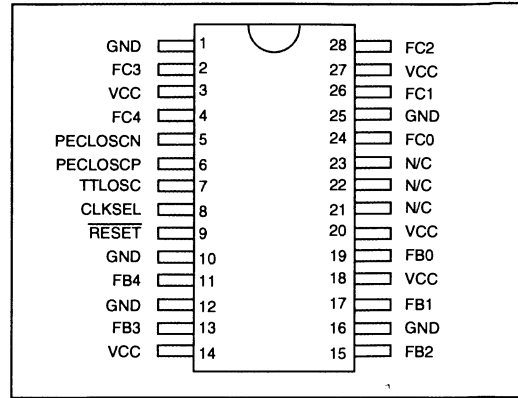 GND 1 28 FC2
FC3 2 27 VCC
VCC 3 26 FC1
FC4 4 25 GND
PECLOSCN 5 24 FC0
PECLOSCP 6 23 N/C
TTLOSC 7 22 N/C
CLKSEL 8 21 N/C
RESET 9 20 VCC
GND 10 19 FB0
FB4 11 18 VCC
GND 12 17 FB1
FB3 13 16 GND
VCC 14 15 FB2